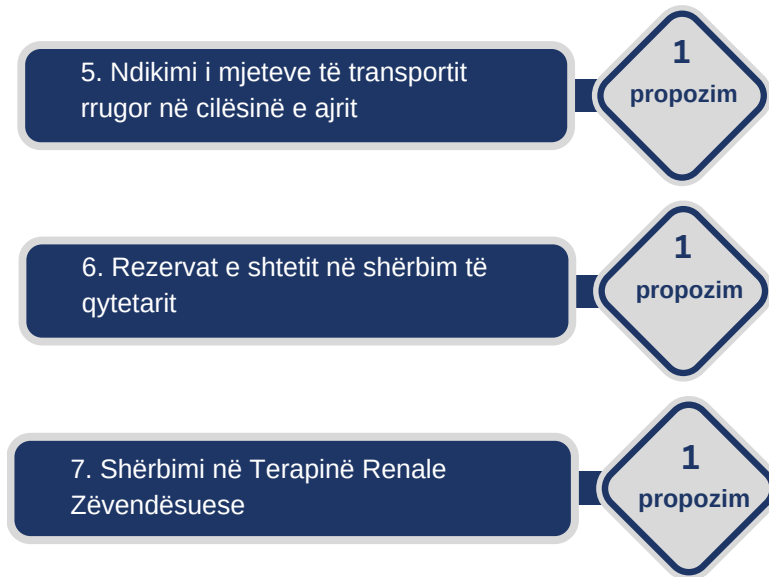 5. Ndikimi i mjeteve të transportit
rrugor në cilësinë e ajrit
1
propozim
6. Rezervat e shtetit në shërbim të
qytetarit
1
propozim
7. Shërbimi në Terapinë Renale
Zëvendësuese
1
propozim